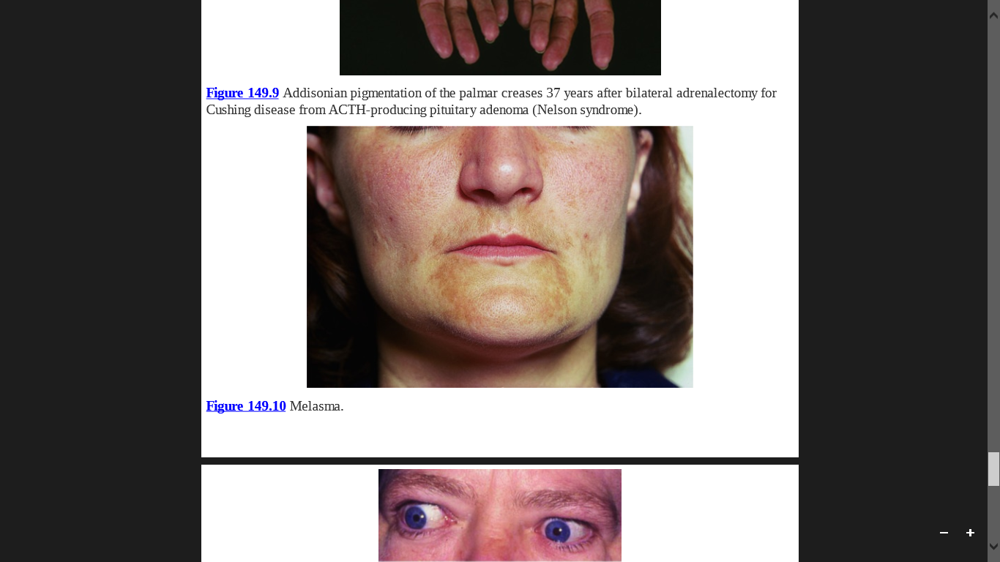 Figure 149.9 Addisonian pigmentation of the palmar creases 37 years after bilateral adrenalectomy for
Cushing disease from ACTH-producing pituitary adenoma (Nelson syndrome).
Figure 149.10 Melasma.